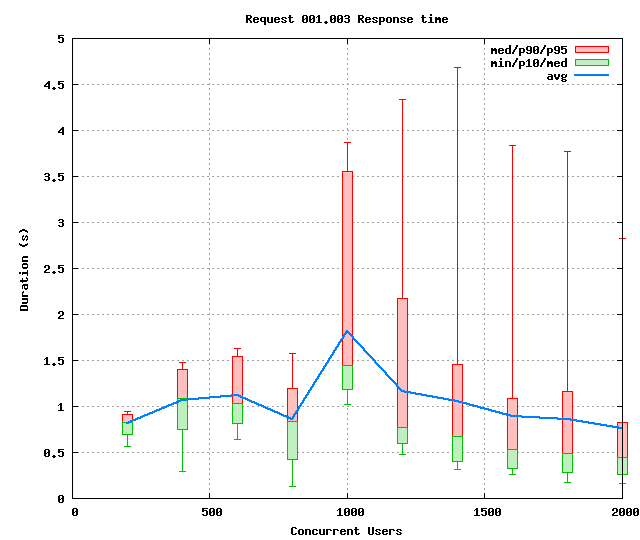 Request 001.003 Response time
med/p90/p95
min/p10/med
avg
5
4.5
4
3.5
3
2.5
2
1.5
1
0.5
0
Duration (s)
0
500
1000
1500
2000
Concurrent Users